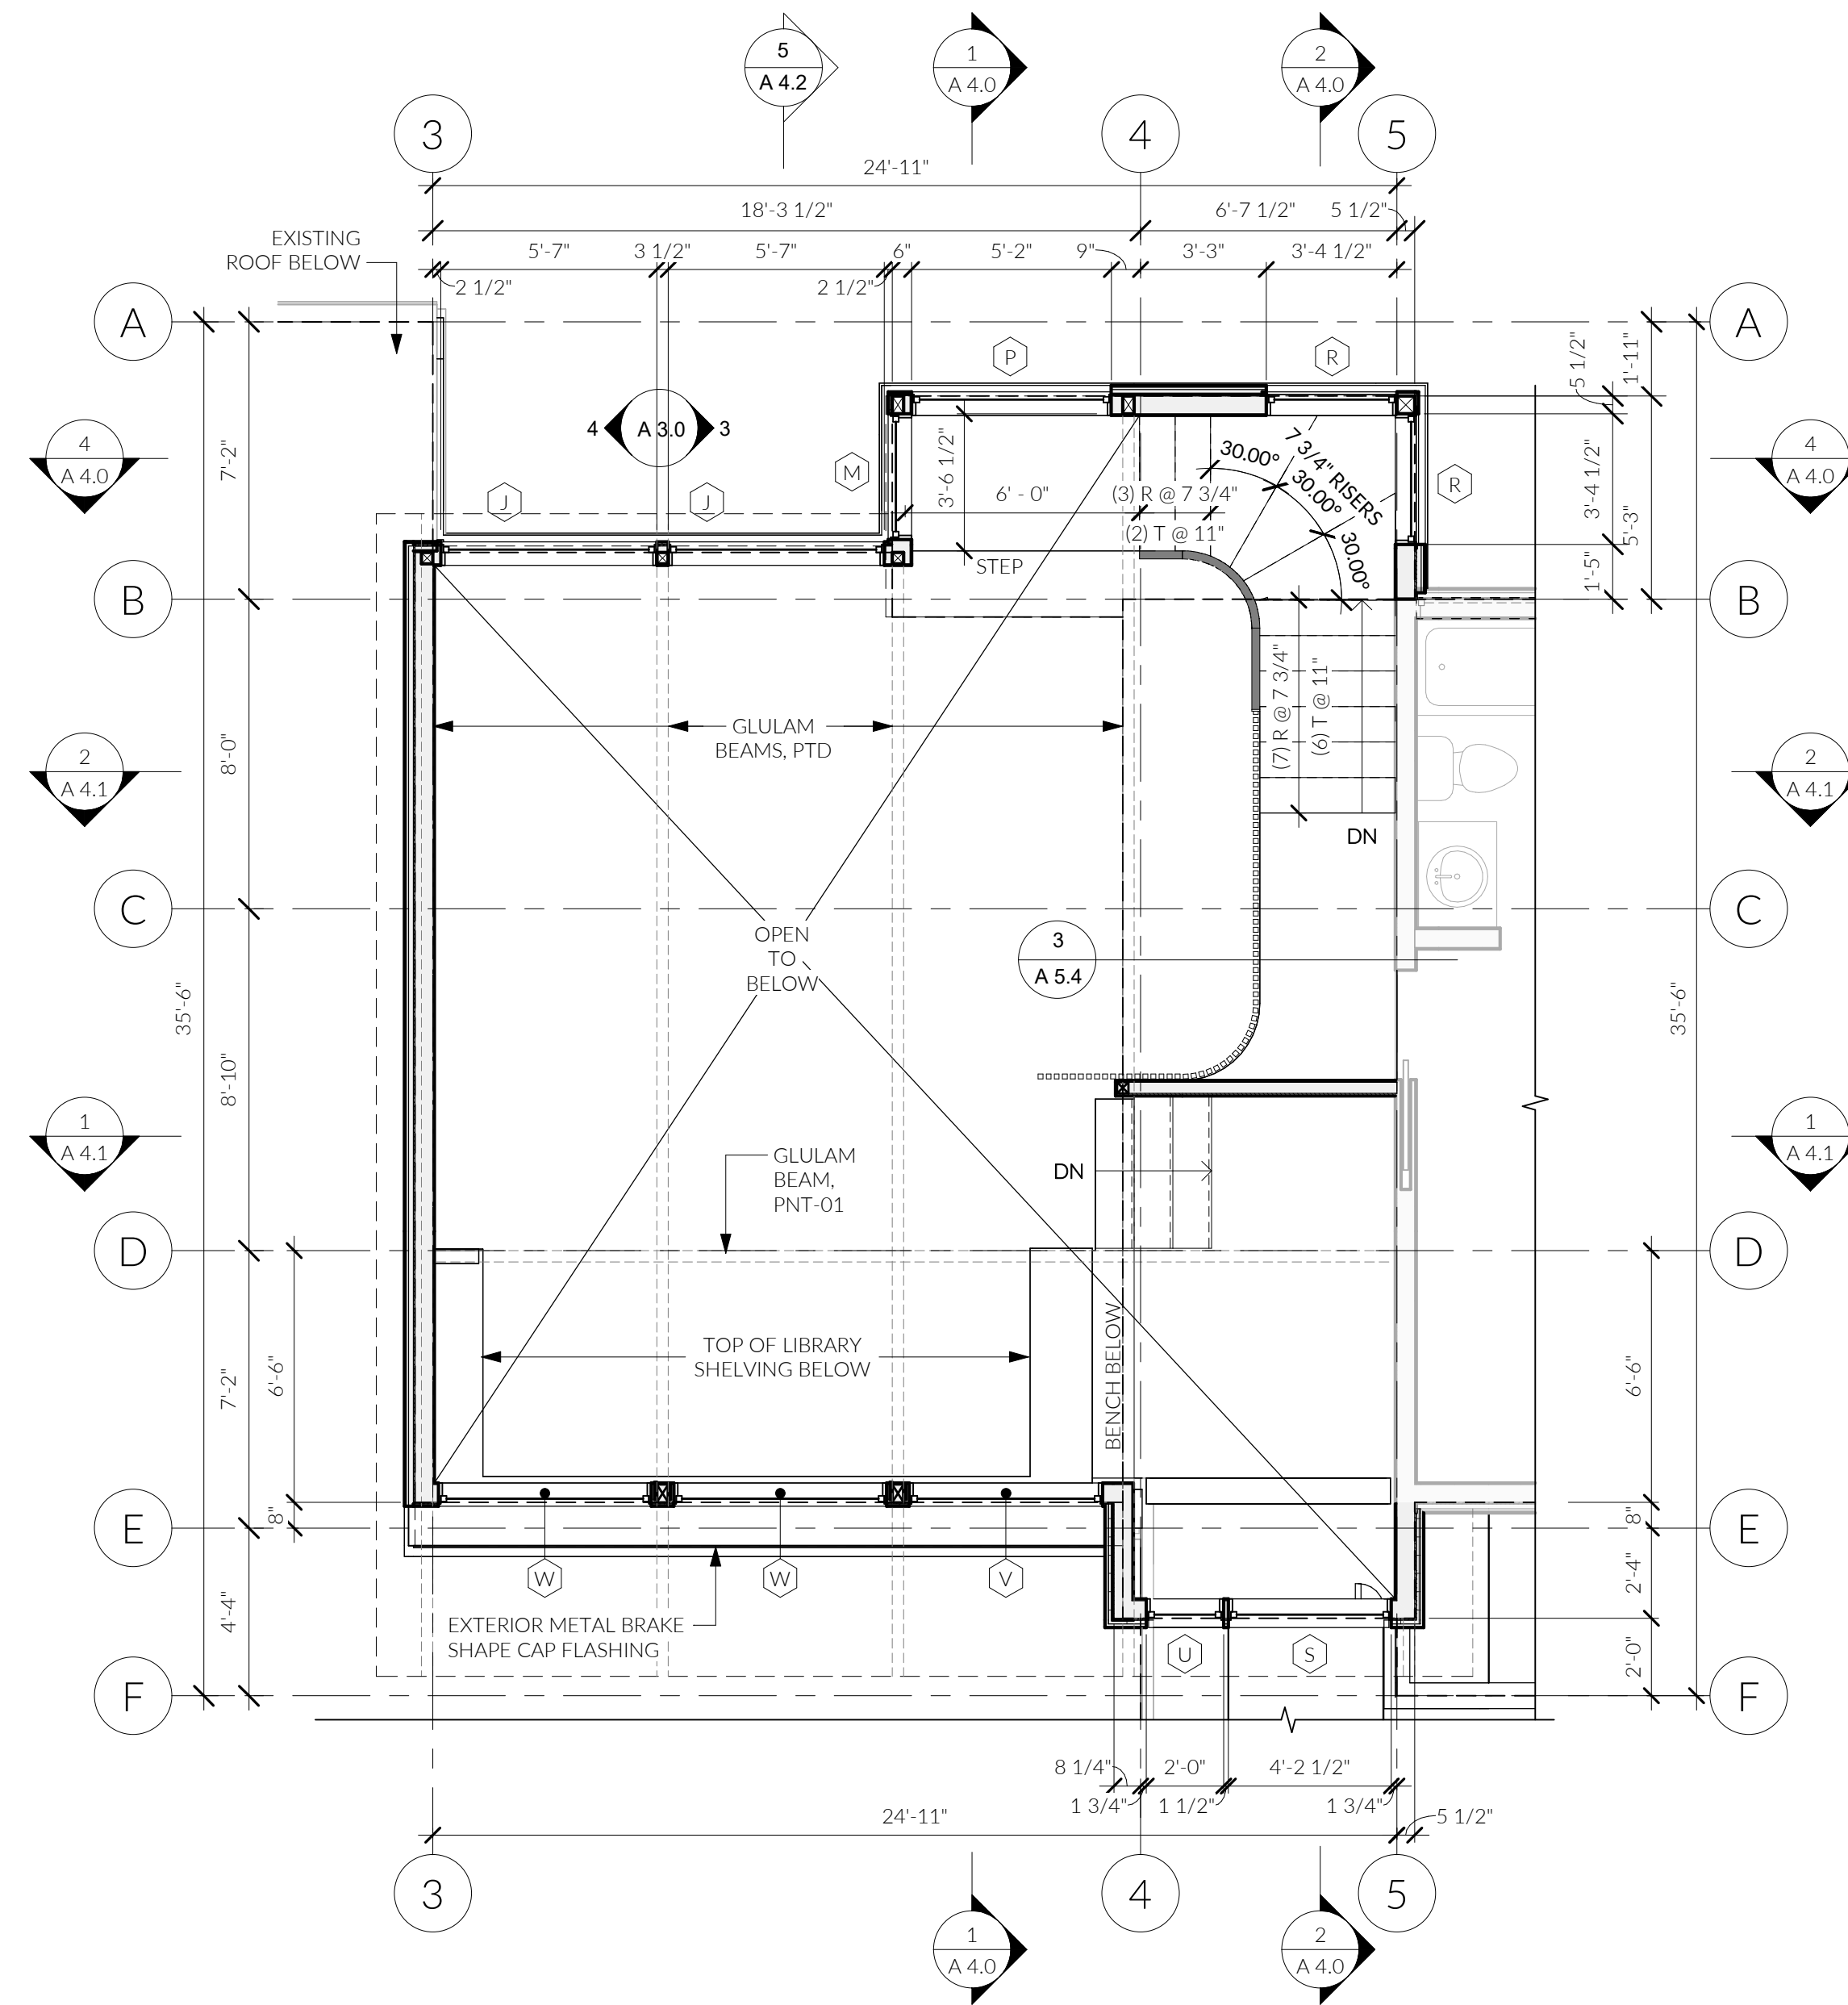 5
A 4.2
1
A 4.0
2
A 4.0
3
4
5
24'-11"
18'-3 1/2"
6'-7 1/2"
5 1/2"
EXISTING
ROOF BELOW
5'-7"
3 1/2"
5'-7"
6"
5'-2"
9"
3'-3"
3'-4 1/2"
2 1/2"
2 1/2"
A
A
P
R
5 1/2"
1'-11"
4
A 3.0
3
4
A 4.0
4
A 4.0
7'-2"
J
J
M
R
3'-6 1/2"
6' - 0"
(3) R @ 7 3/4"
(2) T @ 11"
30.00°
30.00°
30.00°
7 3/4" RISERS
3'-4 1/2"
5'-3"
1'-5"
STEP
B
B
GLULAM
BEAMS, PTD
(7) R @ 7 3/4"
(6) T @ 11"
8'-0"
2
A 4.1
2
A 4.1
DN
C
C
OPEN
TO
BELOW
3
A 5.4
35'-6"
35'-6"
8'-10"
1
A 4.1
1
A 4.1
GLULAM
BEAM,
PNT-01
DN
D
D
TOP OF LIBRARY
SHELVING BELOW
BENCH BELOW
7'-2"
6'-6"
6'-6"
8"
8"
E
E
W
W
V
EXTERIOR METAL BRAKE
SHAPE CAP FLASHING
4'-4"
2'-4"
U
S
2'-0"
F
F
8 1/4"
2'-0"
4'-2 1/2"
1 3/4"
1 1/2"
1 3/4"
5 1/2"
24'-11"
3
4
5
1
A 4.0
2
A 4.0